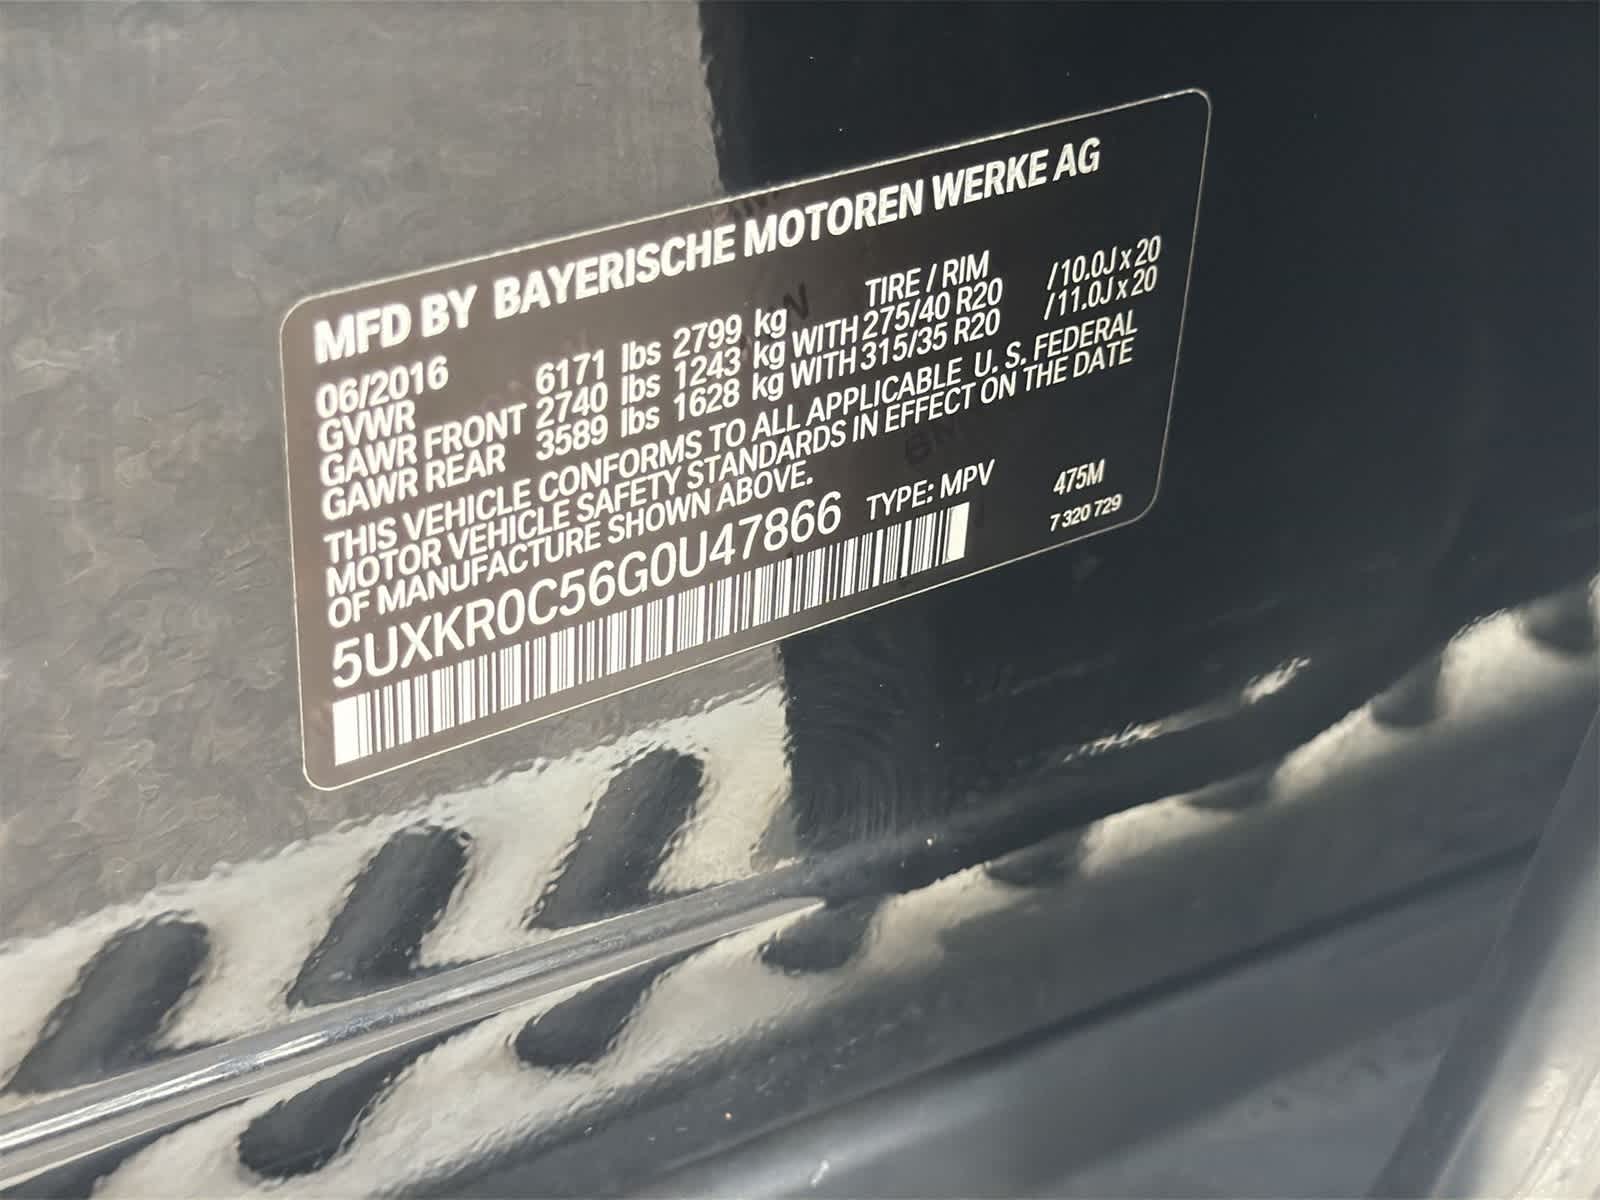 MFD BY BAYERISCHE MOTOREN WERKE AG
06/2016 TIRE / RIM
GVWR 6171 lbs 2799 kg
GAWR FRONT 2740 lbs 1243 kg WITH 275/40 R20 /10.0J x 20
GAWR REAR 3589 lbs 1628 kg WITH 315/35 R20 /11.0J x 20
THIS VEHICLE CONFORMS TO ALL APPLICABLE U. S. FEDERAL
MOTOR VEHICLE SAFETY STANDARDS IN EFFECT ON THE DATE
OF MANUFACTURE SHOWN ABOVE.
5UXKR0C56G0U47866 TYPE: MPV 475M
7 320 729